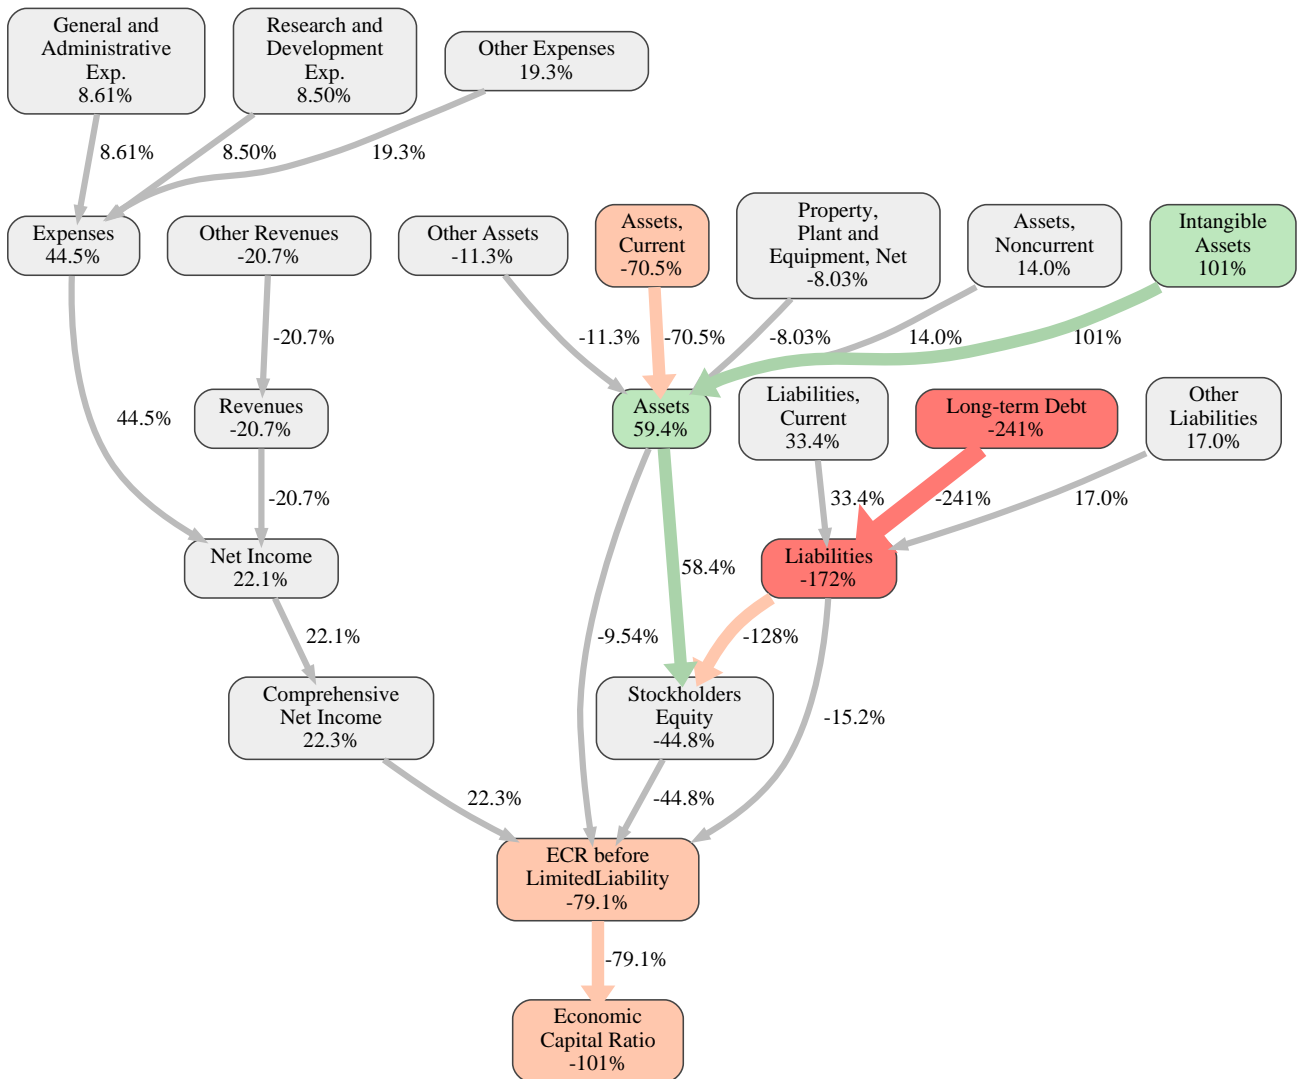 General and
Administrative
Exp.
8.61%
Research and
Development
Exp.
8.50%
Other Expenses
19.3%
8.61%
8.50%
19.3%
Expenses
44.5%
Other Revenues
-20.7%
Other Assets
-11.3%
Assets,
Current
-70.5%
Property,
Plant and
Equipment, Net
-8.03%
Assets,
Noncurrent
14.0%
Intangible
Assets
101%
-20.7%
-11.3%
-70.5%
-8.03%
14.0%
101%
44.5%
Revenues
-20.7%
Assets
59.4%
Liabilities,
Current
33.4%
Long-term Debt
-241%
Other
Liabilities
17.0%
-20.7%
33.4%
-241%
17.0%
Net Income
22.1%
58.4%
Liabilities
-172%
22.1%
-9.54%
-128%
Comprehensive
Net Income
22.3%
Stockholders
Equity
-44.8%
-15.2%
22.3%
-44.8%
ECR before
LimitedLiability
-79.1%
-79.1%
Economic
Capital Ratio
-101%